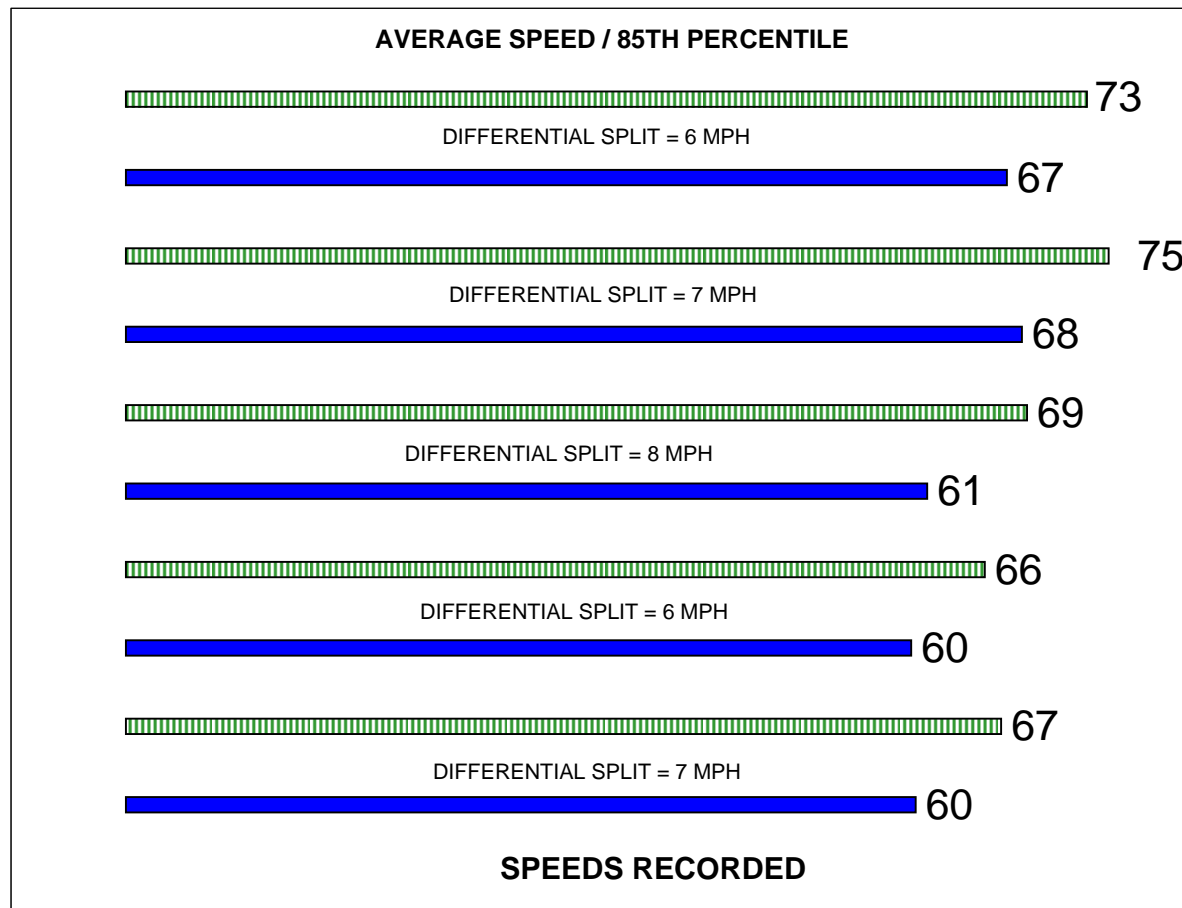 AVERAGE SPEED / 85TH PERCENTILE
73
DIFFERENTIAL SPLIT = 6 MPH
67
75
DIFFERENTIAL SPLIT = 7 MPH
68
69
DIFFERENTIAL SPLIT = 8 MPH
61
66
DIFFERENTIAL SPLIT = 6 MPH
60
67
DIFFERENTIAL SPLIT = 7 MPH
60
SPEEDS RECORDED